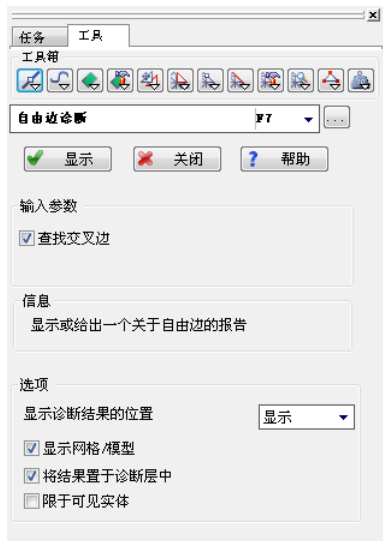 任务 工具
工具箱
自由边诊断 F7 ...
显示 关闭 ? 帮助
输入参数
查找交叉边
信息
显示或给出一个关于自由边的报告
选项
显示诊断结果的位置 显示
显示网格/模型
将结果置于诊断层中
限于可见实体